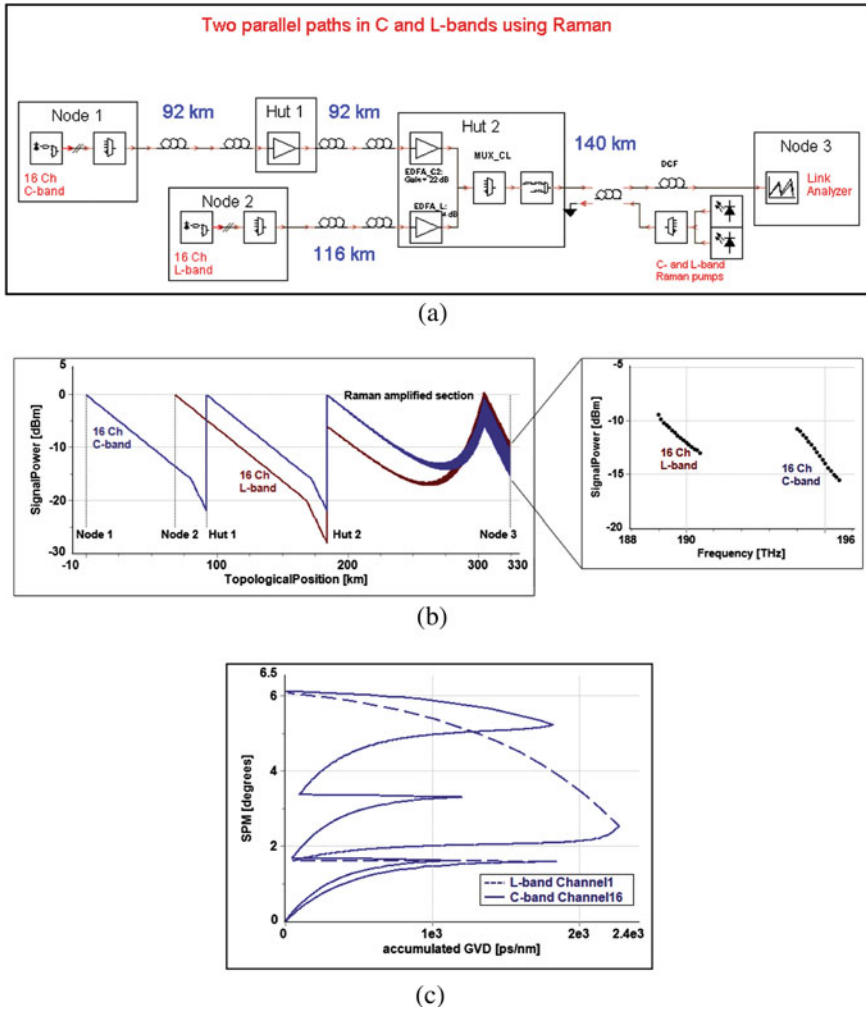 Two parallel paths in C and L-bands using Raman
Node 1
92 km
Hut 1
92 km
Hut 2
140 km
Node 3
16 Ch
C-band
EDFA_C2:
Gain = 22 dB
MUX_CL
DCF
Link
Analyzer
Node 2
16 Ch
L-band
116 km
EDFA_L:
dB
C- and L-band
Raman pumps
(a)
5
0
-10
-20
-30
SignalPower [dBm]
16 Ch
C-band
16 Ch
L-band
Raman amplified section
Node 1
Node 2
Hut 1
Hut 2
Node 3
-10
100
200
300
330
TopologicalPosition [km]
-5
-10
-15
-20
SignalPower [dBm]
16 Ch
L-band
16 Ch
C-band
188
190
196
Frequency [THz]
(b)
6.5
6
4
2
0
SPM [degrees]
L-band Channel1
C-band Channel16
0
1e3
2e3
2.4e3
accumulated GVD [ps/nm]
(c)